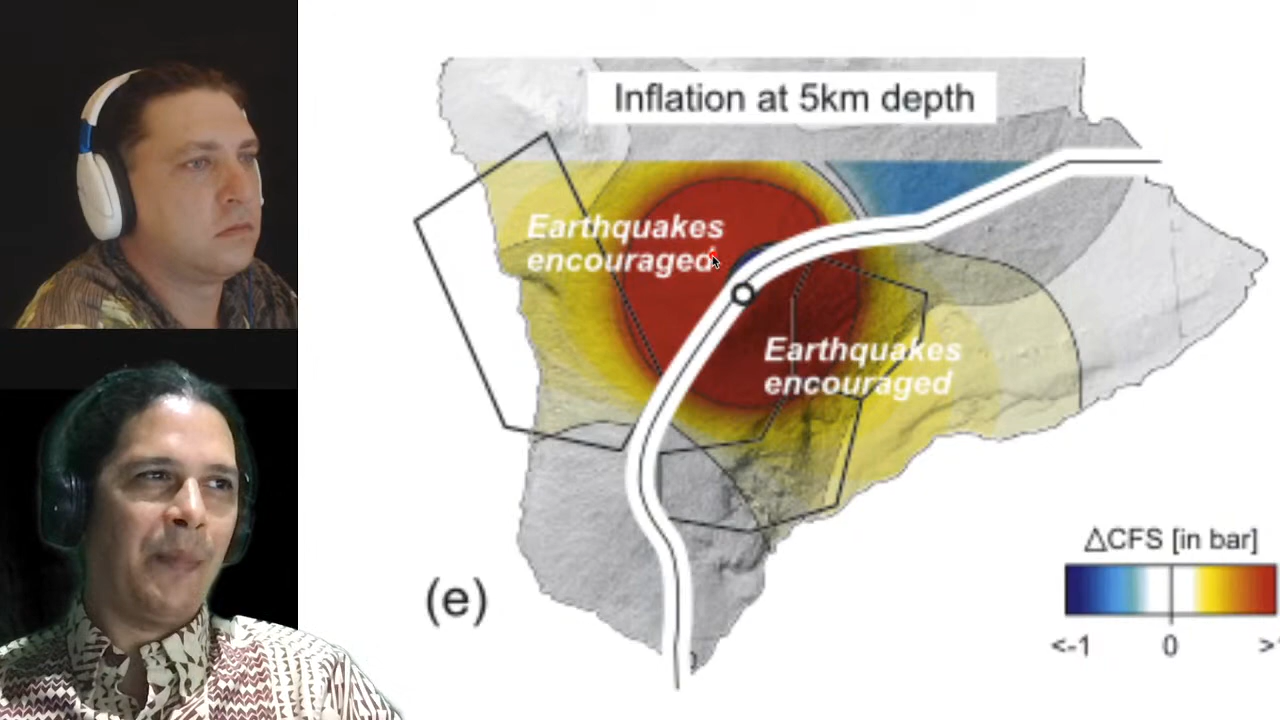 Inflation at 5km depth
Earthquakes
encouraged
Earthquakes
encouraged
ΔCFS [in bar]
(e)
<-1 0 >